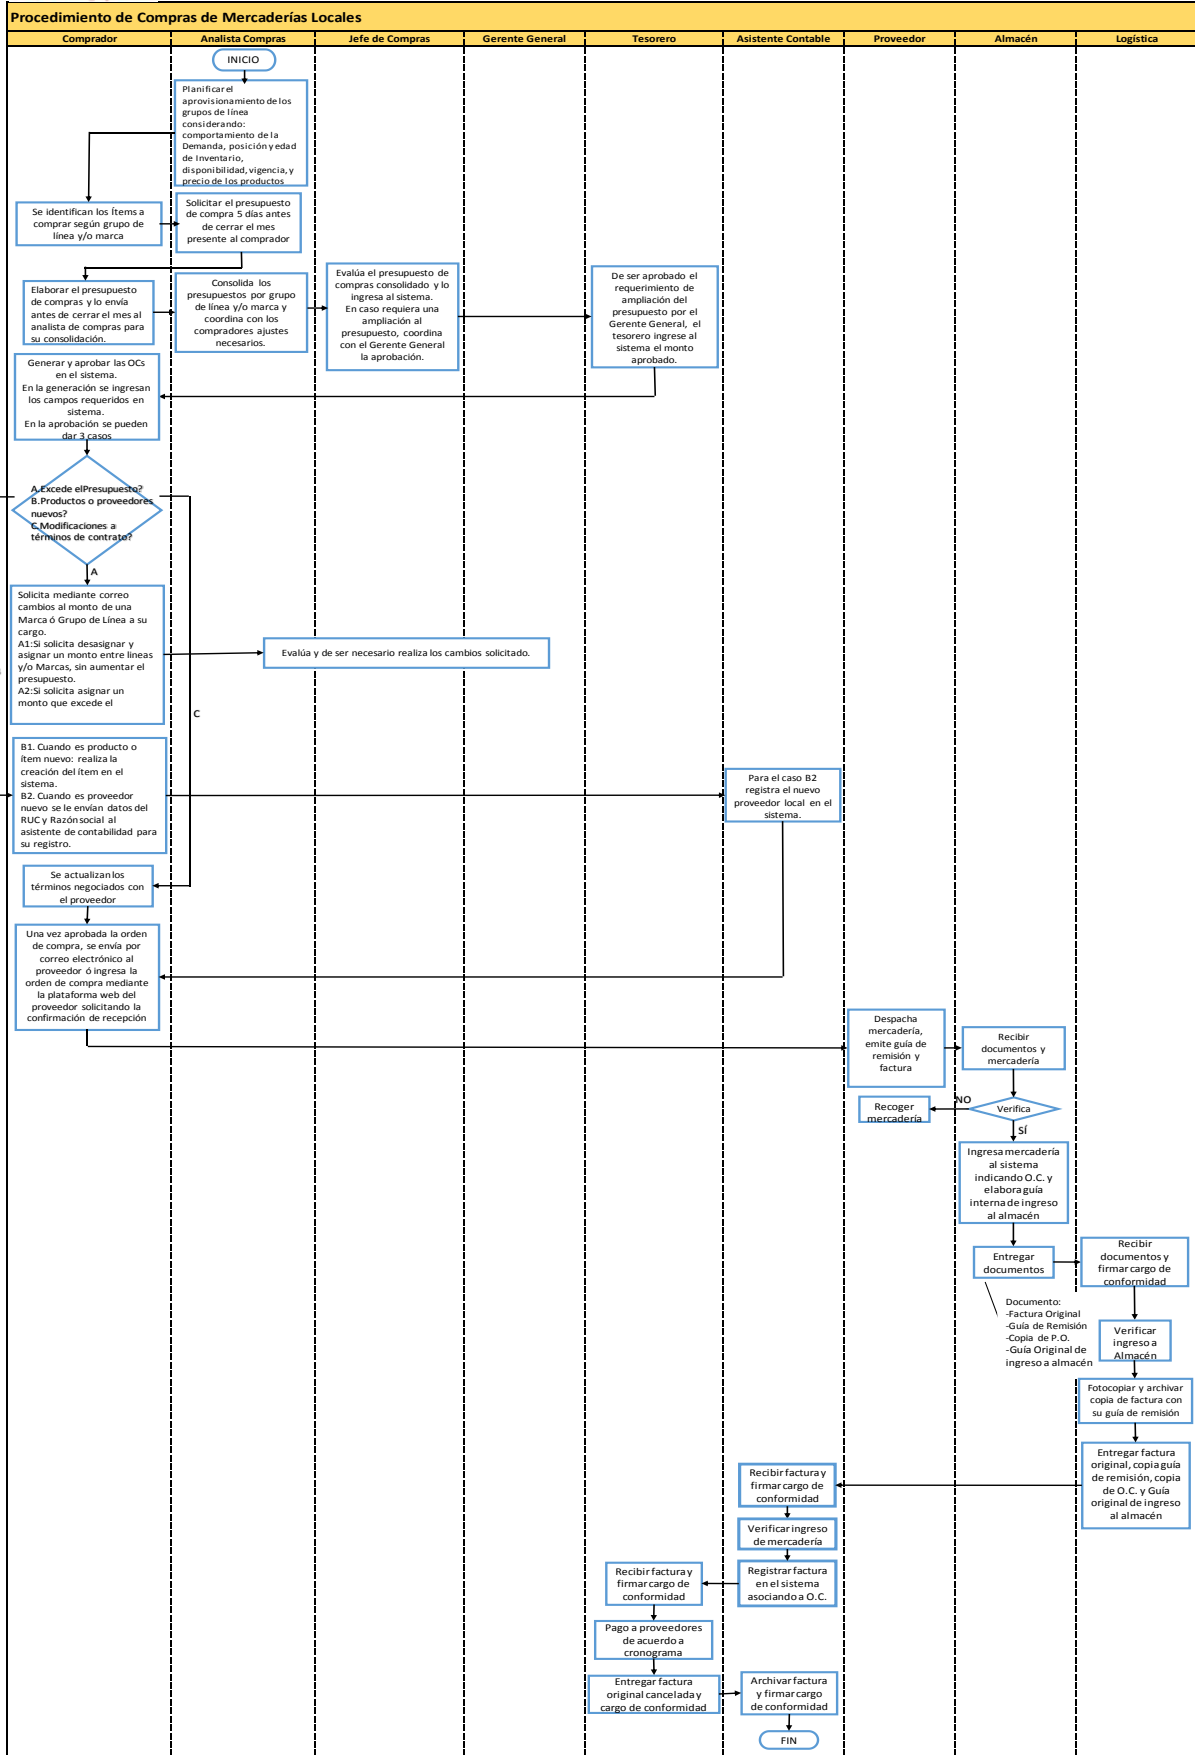 Procedimiento de Compras de Mercaderías Locales
Comprador
Analista Compras
Jefe de Compras
Gerente General
Tesorero
Asistente Contable
Proveedor
Almacén
Logística
INICIO
Planificar el
aprovisionamiento de los
grupos de línea
considerando:
comportamiento de la
Demanda, posición y edad
de Inventario,
disponibilidad, vigencia, y
precio de los productos
Se identifican los Ítems a
comprar según grupo de
línea y/o marca
Solicitar el presupuesto
de compra 5 días antes
de cerrar el mes
presente al comprador
Elaborar el presupuesto
de compras y lo envía
antes de cerrar el mes al
analista de compras para
su consolidación.
Consolida los
presupuestos por grupo
de línea y/o marca y
coordina con los
compradores ajustes
necesarios.
Evalúa el presupuesto de
compras consolidado y lo
ingresa al sistema.
En caso requiera una
ampliación al
presupuesto, coordina
con el Gerente General
la aprobación.
De ser aprobado el
requerimiento de
ampliación del
presupuesto por el
Gerente General, el
tesorero ingrese al
sistema el monto
aprobado.
Generar y aprobar las OCs
en el sistema.
En la generación se ingresan
los campos requeridos en
sistema.
En la aprobación se pueden
dar 3 casos
A.Excede elPresupuesto?
B.Productos o proveedores
nuevos?
C.Modificaciones a
términos de contrato?
A
Solicita mediante correo
cambios al monto de una
Marca ó Grupo de Línea a su
cargo.
A1:Si solicita desasignar y
asignar un monto entre líneas
y/o Marcas, sin aumentar el
presupuesto.
A2:Si solicita asignar un
monto que excede el
Evalúa y de ser necesario realiza los cambios solicitado.
C
B1. Cuando es producto o
ítem nuevo: realiza la
creación del ítem en el
sistema.
B2. Cuando es proveedor
nuevo se le envían datos del
RUC y Razón social al
asistente de contabilidad para
su registro.
Para el caso B2
registra el nuevo
proveedor local en el
sistema.
Se actualizan los
términos negociados con
el proveedor
Una vez aprobada la orden
de compra, se envía por
correo electrónico al
proveedor ó ingresa la
orden de compra mediante
la plataforma web del
proveedor solicitando la
confirmación de recepción
Despacha
mercadería,
emite guía de
remisión y
factura
Recibir
documentos y
mercadería
Verifica
NO
Recoger
mercadería
SÍ
Ingresa mercadería
al sistema
indicando O.C. y
elabora guía
interna de ingreso
al almacén
Entregar
documentos
Recibir
documentos y
firmar cargo de
conformidad
Documento:
-Factura Original
-Guía de Remisión
-Copia de P.O.
-Guía Original de
ingreso a almacén
Verificar
ingreso a
Almacén
Fotocopiar y archivar
copia de factura con
su guía de remisión
Entregar factura
original, copia guía
de remisión, copia
de O.C. y Guía
original de ingreso
al almacén
Recibir factura y
firmar cargo de
conformidad
Verificar ingreso
de mercadería
Registrar factura
en el sistema
asociando a O.C.
Recibir factura y
firmar cargo de
conformidad
Pago a proveedores
de acuerdo a
cronograma
Entregar factura
original cancelada y
cargo de conformidad
Archivar factura
y firmar cargo
de conformidad
FIN